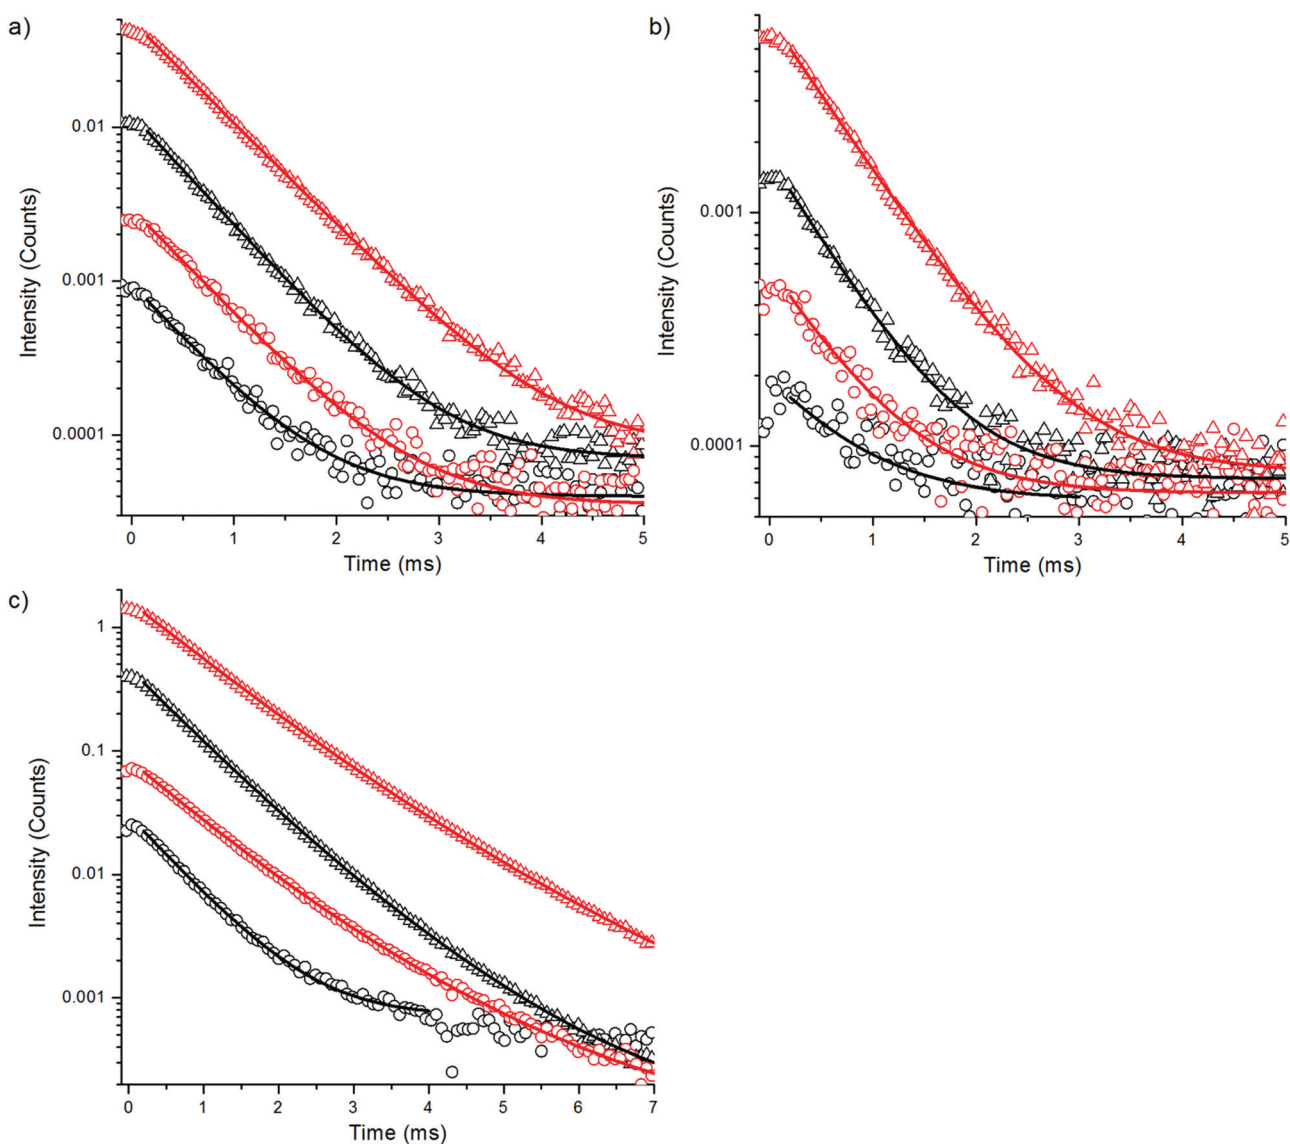 a)
0.01
0.001
0.0001
Intensity (Counts)
0 1 2 3 4 5
Time (ms)
b)
0.001
0.0001
Intensity (Counts)
0 1 2 3 4 5
Time (ms)
c)
1
0.1
0.01
0.001
Intensity (Counts)
0 1 2 3 4 5 6 7
Time (ms)